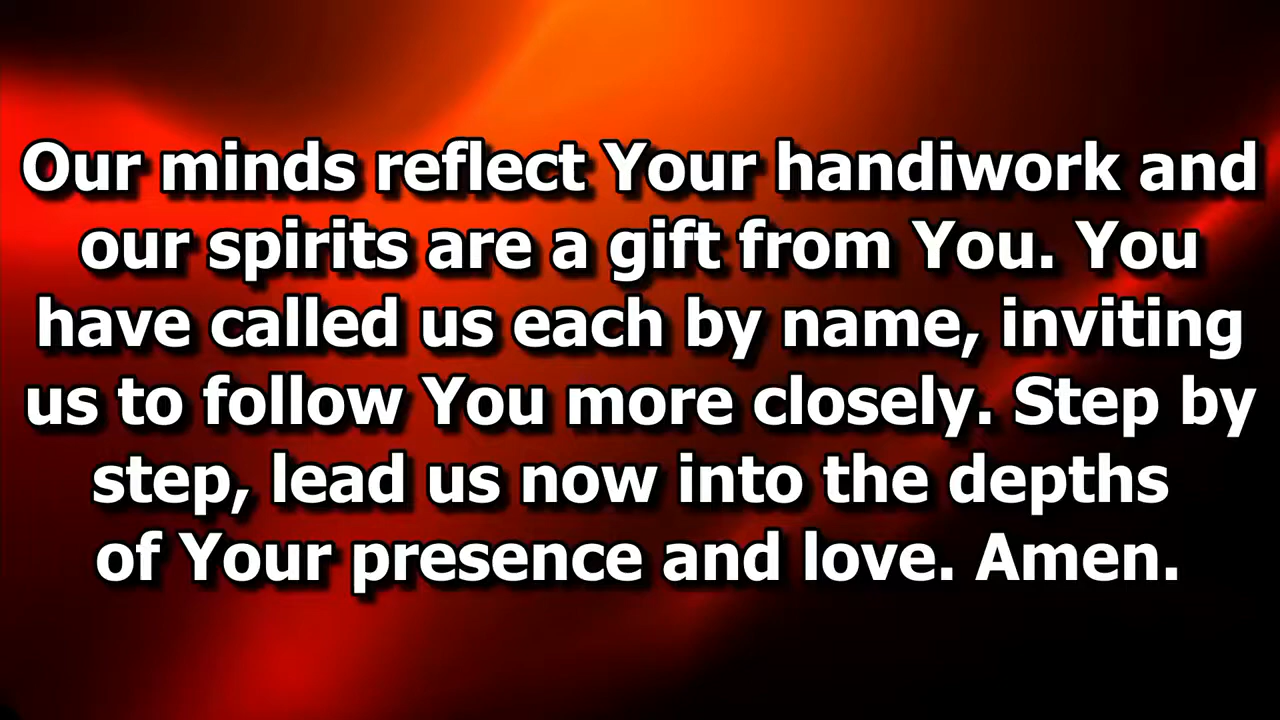 Our minds reflect Your handiwork and
our spirits are a gift from You. You
have called us each by name, inviting
us to follow You more closely. Step by
step, lead us now into the depths
of Your presence and love. Amen.